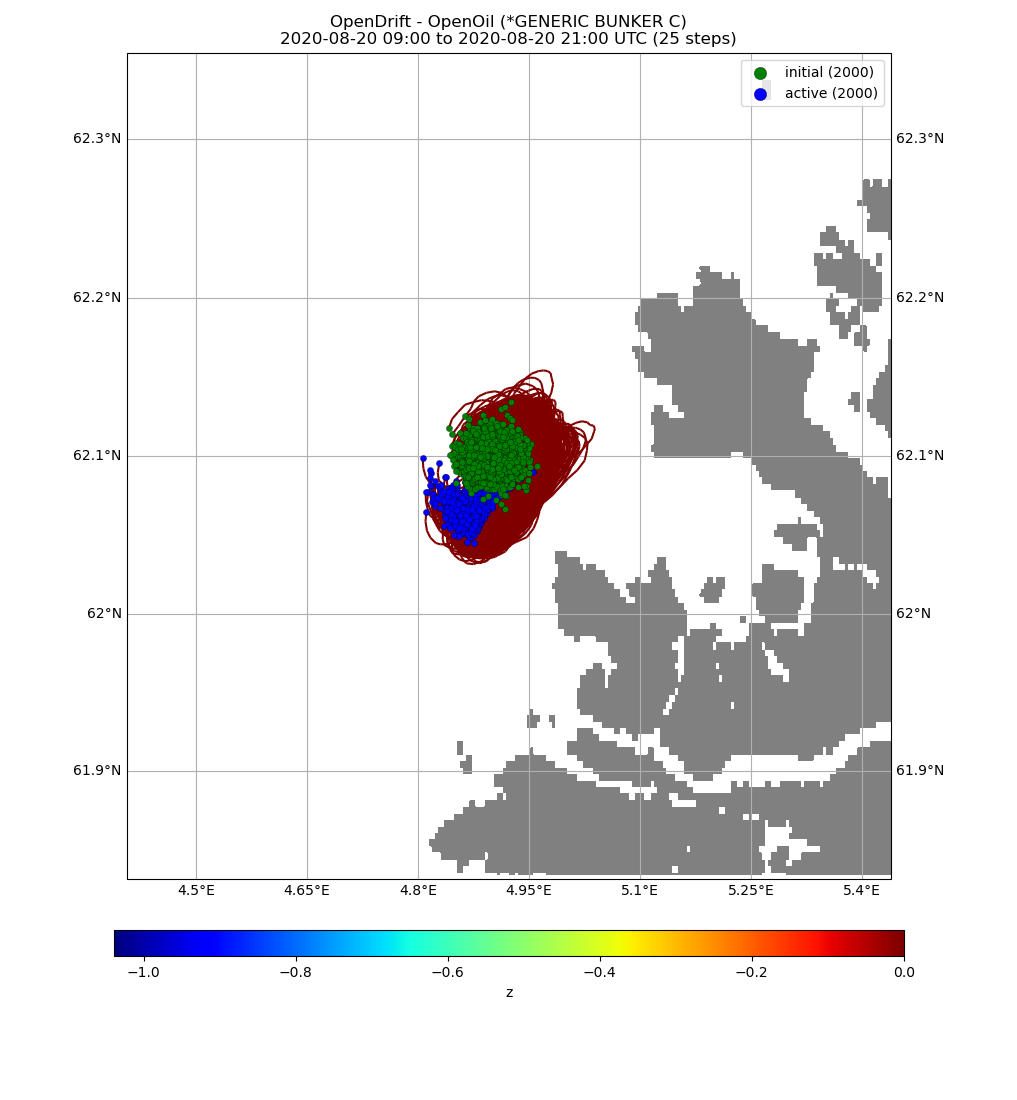 OpenDrift - OpenOil (*GENERIC BUNKER C)
2020-08-20 09:00 to 2020-08-20 21:00 UTC (25 steps)
initial (2000)
active (2000)
62.3°N 62.3°N
62.2°N 62.2°N
62.1°N 62.1°N
62°N 62°N
61.9°N 61.9°N
4.5°E 4.65°E 4.8°E 4.95°E 5.1°E 5.25°E 5.4°E
−1.0 −0.8 −0.6 −0.4 −0.2 0.0
z